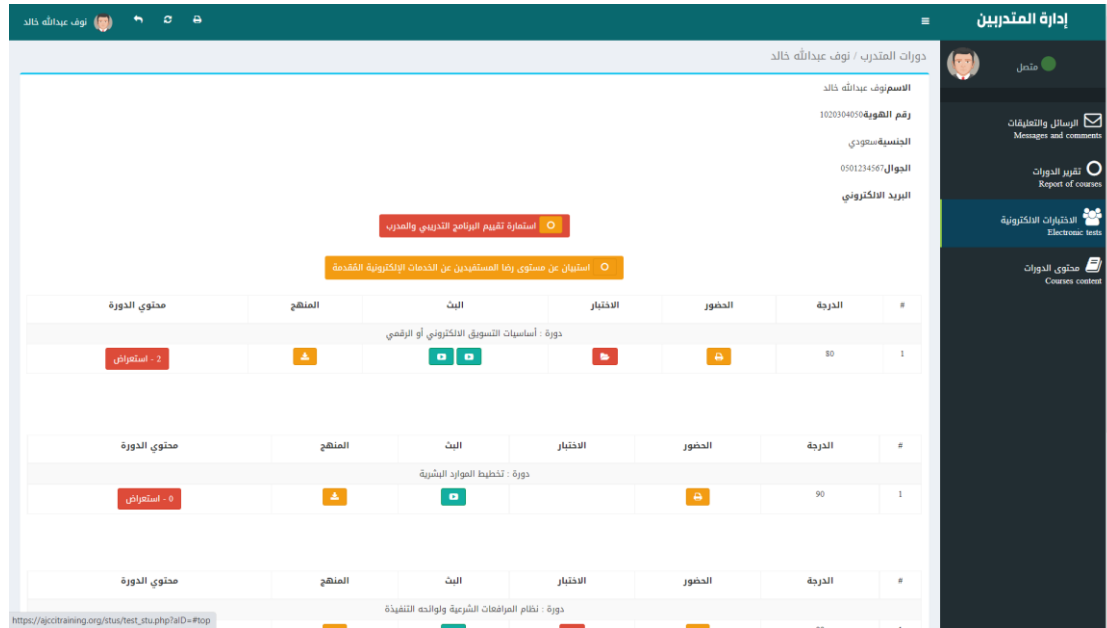 إدارة المتدربين
نوف عبدالله خالد
متصل
الرسائل والتعليقات
Messages and comments
تقرير الدورات
Report of courses
الاختبارات الالكترونية
Electronic tests
محتوى الدورات
Courses content
دورات المتدرب / نوف عبدالله خالد
الاسمنوف عبدالله خالد
رقم الهوية1020304050
الجنسيةسعودي
الجوال0501234567
البريد الالكتروني
استمارة تقييم البرنامج التدريبي والمدرب
استبيان عن مستوى رضا المستفيدين عن الخدمات الإلكترونية المُقدمة
# الدرجة الحضور الاختبار البث المنهج محتوي الدورة
دورة : أساسيات التسويق الالكتروني أو الرقمي
1 80 2 - استعراض
# الدرجة الحضور الاختبار البث المنهج محتوي الدورة
دورة : تخطيط الموارد البشرية
1 90 0 - استعراض
# الدرجة الحضور الاختبار البث المنهج محتوي الدورة
دورة : نظام المرافعات الشرعية ولوائحه التنفيذة
https://ajccitraining.org/stus/test_stu.php?aID=#top